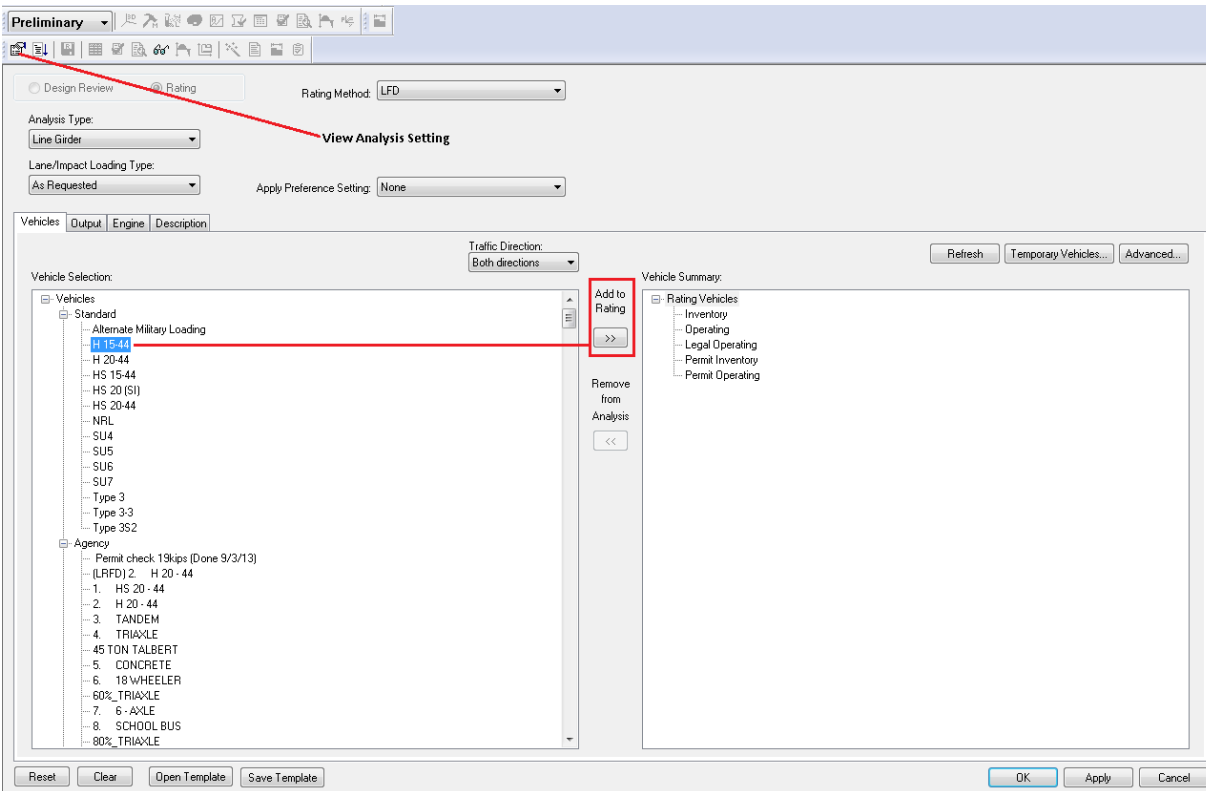 Preliminary
Design Review
Rating
Rating Method: LFD
Analysis Type:
Line Girder
View Analysis Setting
Lane/Impact Loading Type:
As Requested
Apply Preference Setting: None
Vehicles Output Engine Description
Traffic Direction:
Both directions
Refresh Temporary Vehicles... Advanced...
Vehicle Selection:
Vehicles
Standard
Alternate Military Loading
H 15-44
H 20-44
HS 15-44
HS 20 (SI)
HS 20-44
NRL
SU4
SU5
SU6
SU7
Type 3
Type 3-3
Type 3S2
Agency
Permit check 19kips (Done 9/3/13)
(LRFD) 2. H 20 - 44
1. HS 20 - 44
2. H 20 - 44
3. TANDEM
4. TRIAXLE
45 TON TALBERT
5. CONCRETE
6. 18 WHEELER
60%_TRIAXLE
7. 6 - AXLE
8. SCHOOL BUS
80%_TRIAXLE
Add to
Rating
>>
Remove
from
Analysis
<<
Vehicle Summary:
Rating Vehicles
Inventory
Operating
Legal Operating
Permit Inventory
Permit Operating
Reset Clear Open Template Save Template OK Apply Cancel